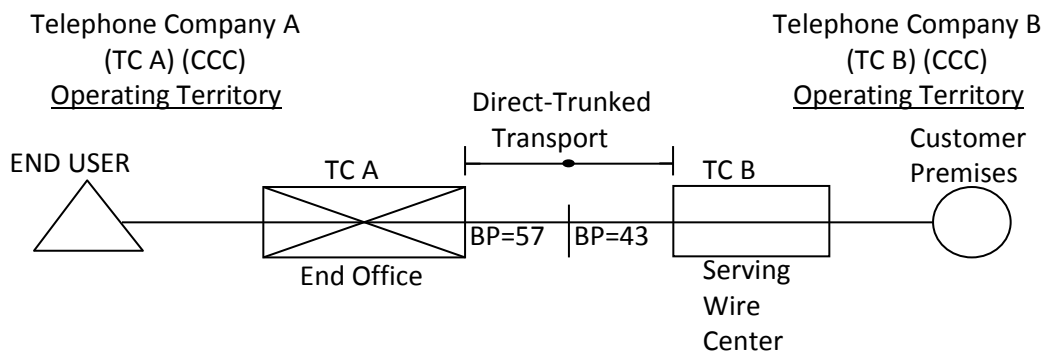 Telephone Company A
(TC A) (CCC)
Operating Territory
Telephone Company B
(TC B) (CCC)
Operating Territory
Direct-Trunked
Transport
END USER
TC A
TC B
Customer
Premises
BP=57
BP=43
End Office
Serving
Wire
Center